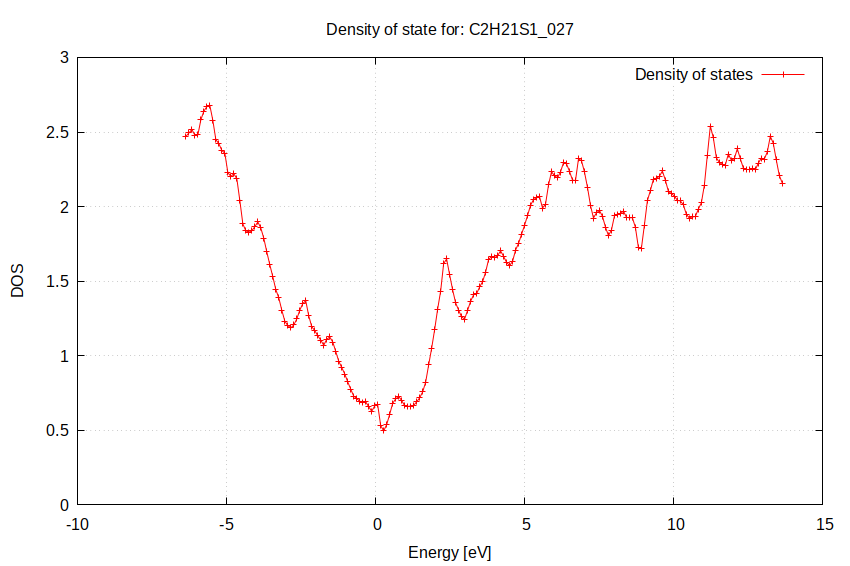 Density of state for: C2H21S1_027
Density of states
3
2.5
2
1.5
1
0.5
0
DOS
-10 -5 0 5 10 15
Energy [eV]